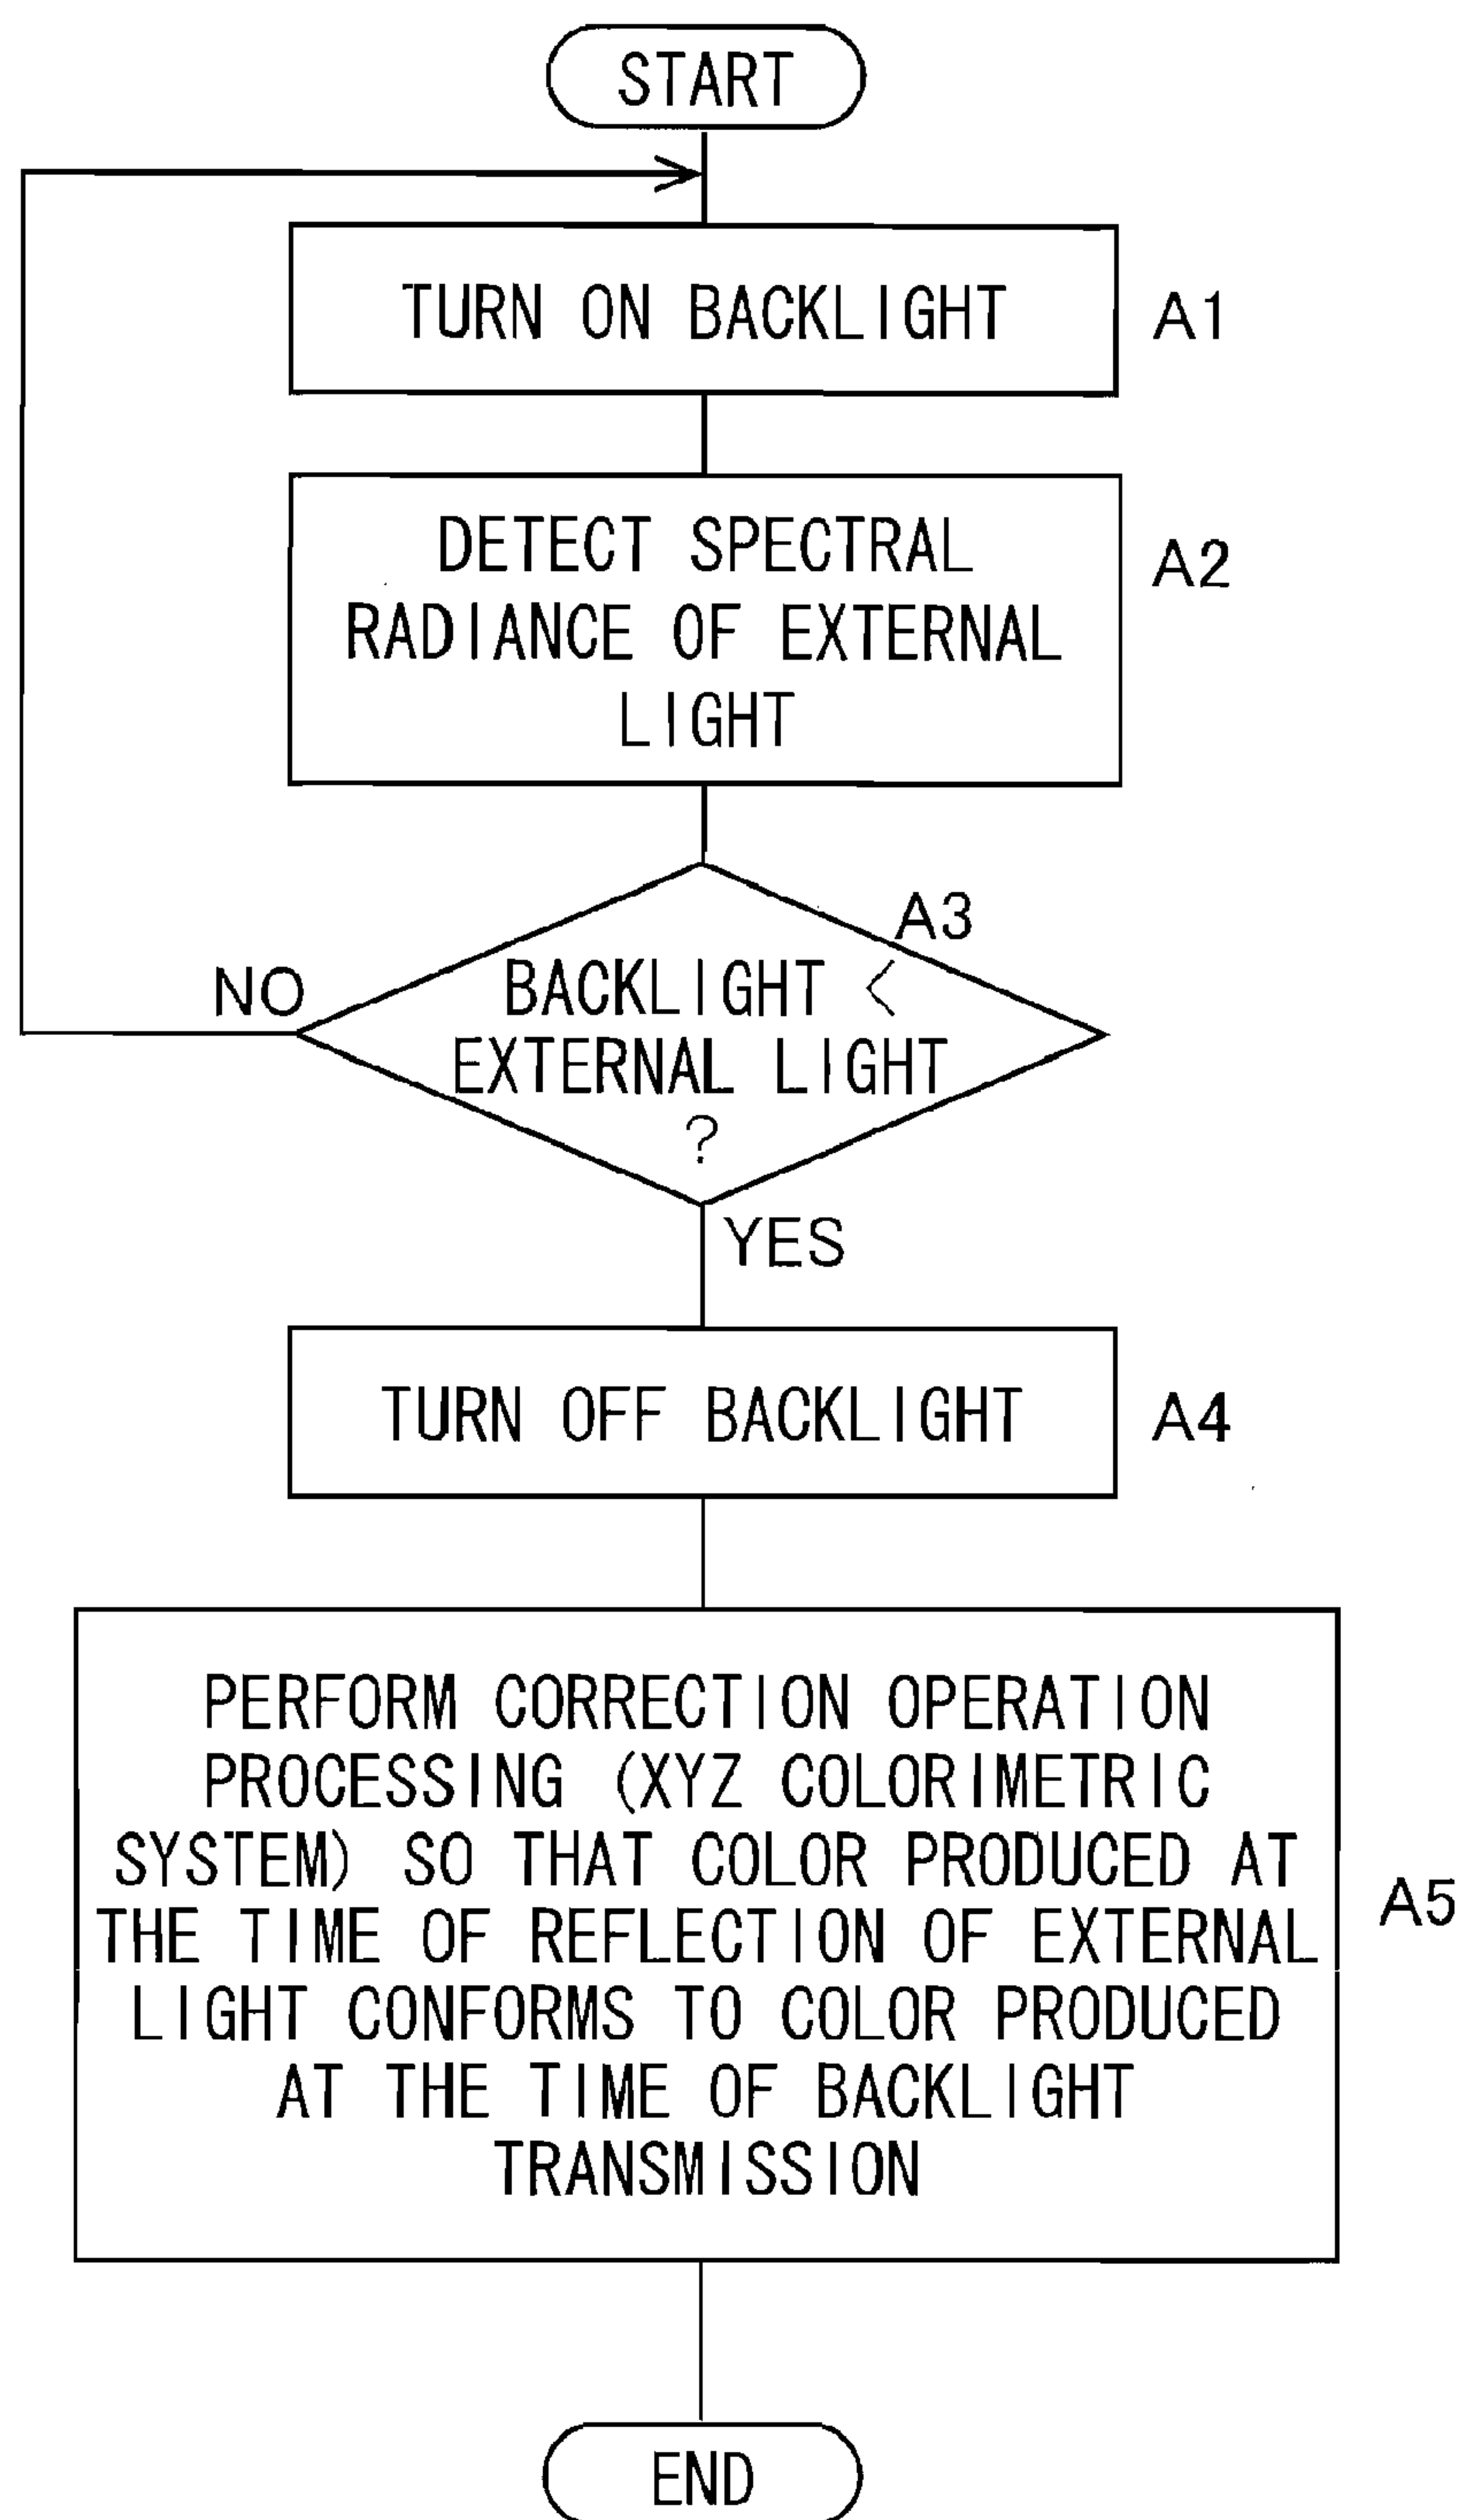 START
TURN ON BACKLIGHT
A1
DETECT SPECTRAL
RADIANCE OF EXTERNAL
LIGHT
A2
A3
BACKLIGHT <
EXTERNAL LIGHT
?
NO
YES
TURN OFF BACKLIGHT
A4
PERFORM CORRECTION OPERATION
PROCESSING (XYZ COLORIMETRIC
SYSTEM) SO THAT COLOR PRODUCED AT
THE TIME OF REFLECTION OF EXTERNAL
LIGHT CONFORMS TO COLOR PRODUCED
AT THE TIME OF BACKLIGHT
TRANSMISSION
A5
END